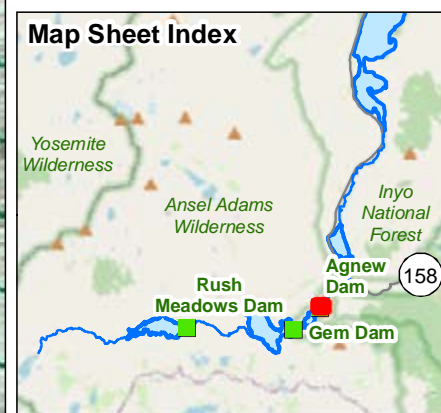 Map Sheet Index
Yosemite
Wilderness
Ansel Adams
Wilderness
Inyo
National
Forest
158
Agnew
Dam
Rush
Meadows Dam
Gem Dam